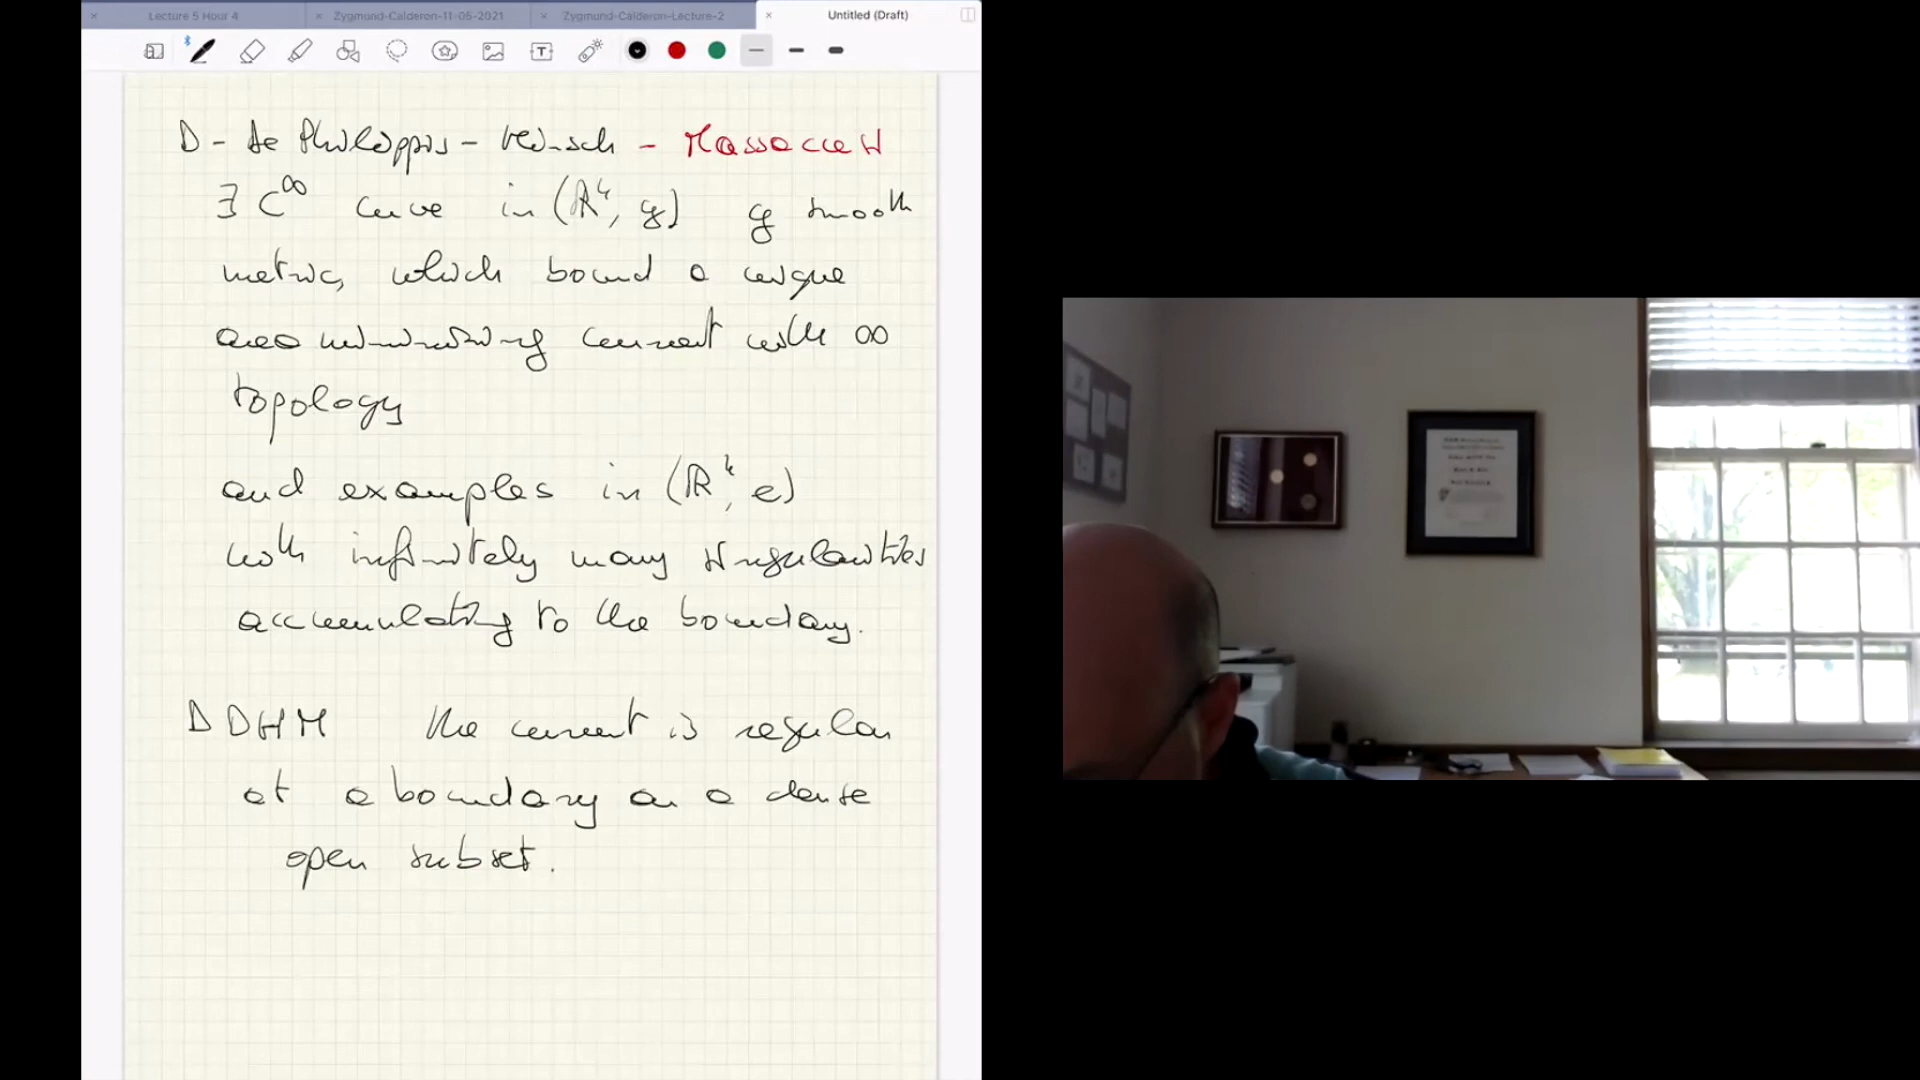 Lecture 5 Hour 4
Zygmund-Calderon-11-05-2021
Zygmund-Calderon-Lecture-2
Untitled (Draft)
D - De Philippis - Hirsch - Massaccesi
∃ C^∞ curve in (ℝ^4, g) g smooth
metric, which bound a unique
area minimizing current with ∞
topology
and examples in (ℝ^4, e)
with infinitely many singularities
accumulating to the boundary.
DDHM the current is regular
at a boundary on a dense
open subset.